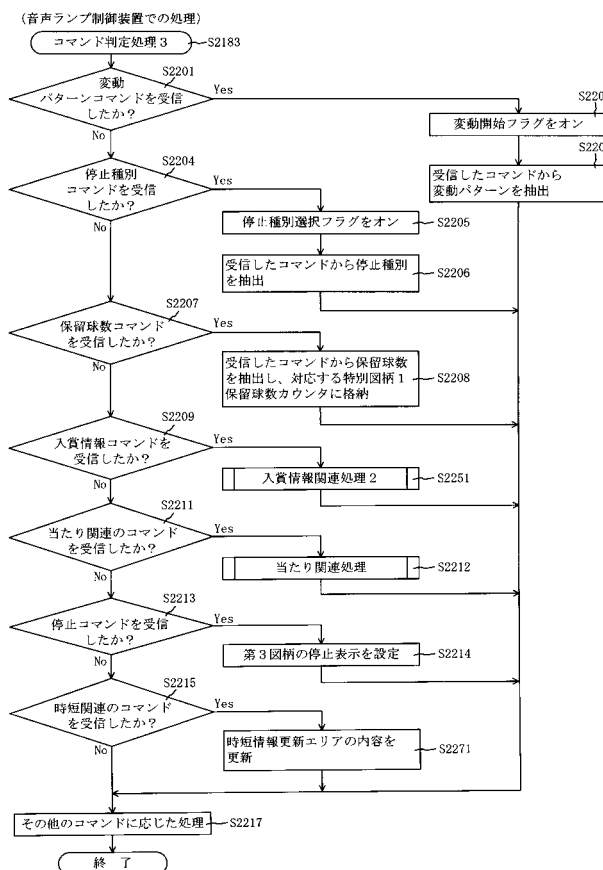 (音声ランプ制御装置での処理)
コマンド判定処理3
S2183
S2201
変動
パターンコマンドを受信
したか?
Yes
No
S220
変動開始フラグをオン
S220
受信したコマンドから
変動パターンを抽出
S2204
停止種別
コマンドを受信
したか?
Yes
No
停止種別選択フラグをオン
S2205
受信したコマンドから停止種別
を抽出
S2206
S2207
保留球数コマンド
を受信したか?
Yes
No
受信したコマンドから保留球数
を抽出し、対応する特別図柄1
保留球数カウンタに格納
S2208
S2209
入賞情報コマンドを
受信したか?
Yes
No
入賞情報関連処理2
S2251
S2211
当たり関連のコマンド
を受信したか?
Yes
No
当たり関連処理
S2212
S2213
停止コマンドを受信
したか?
Yes
No
第3図柄の停止表示を設定
S2214
S2215
時短関連のコマンド
を受信したか?
Yes
No
時短情報更新エリアの内容を
更新
S2271
その他のコマンドに応じた処理
S2217
終 了